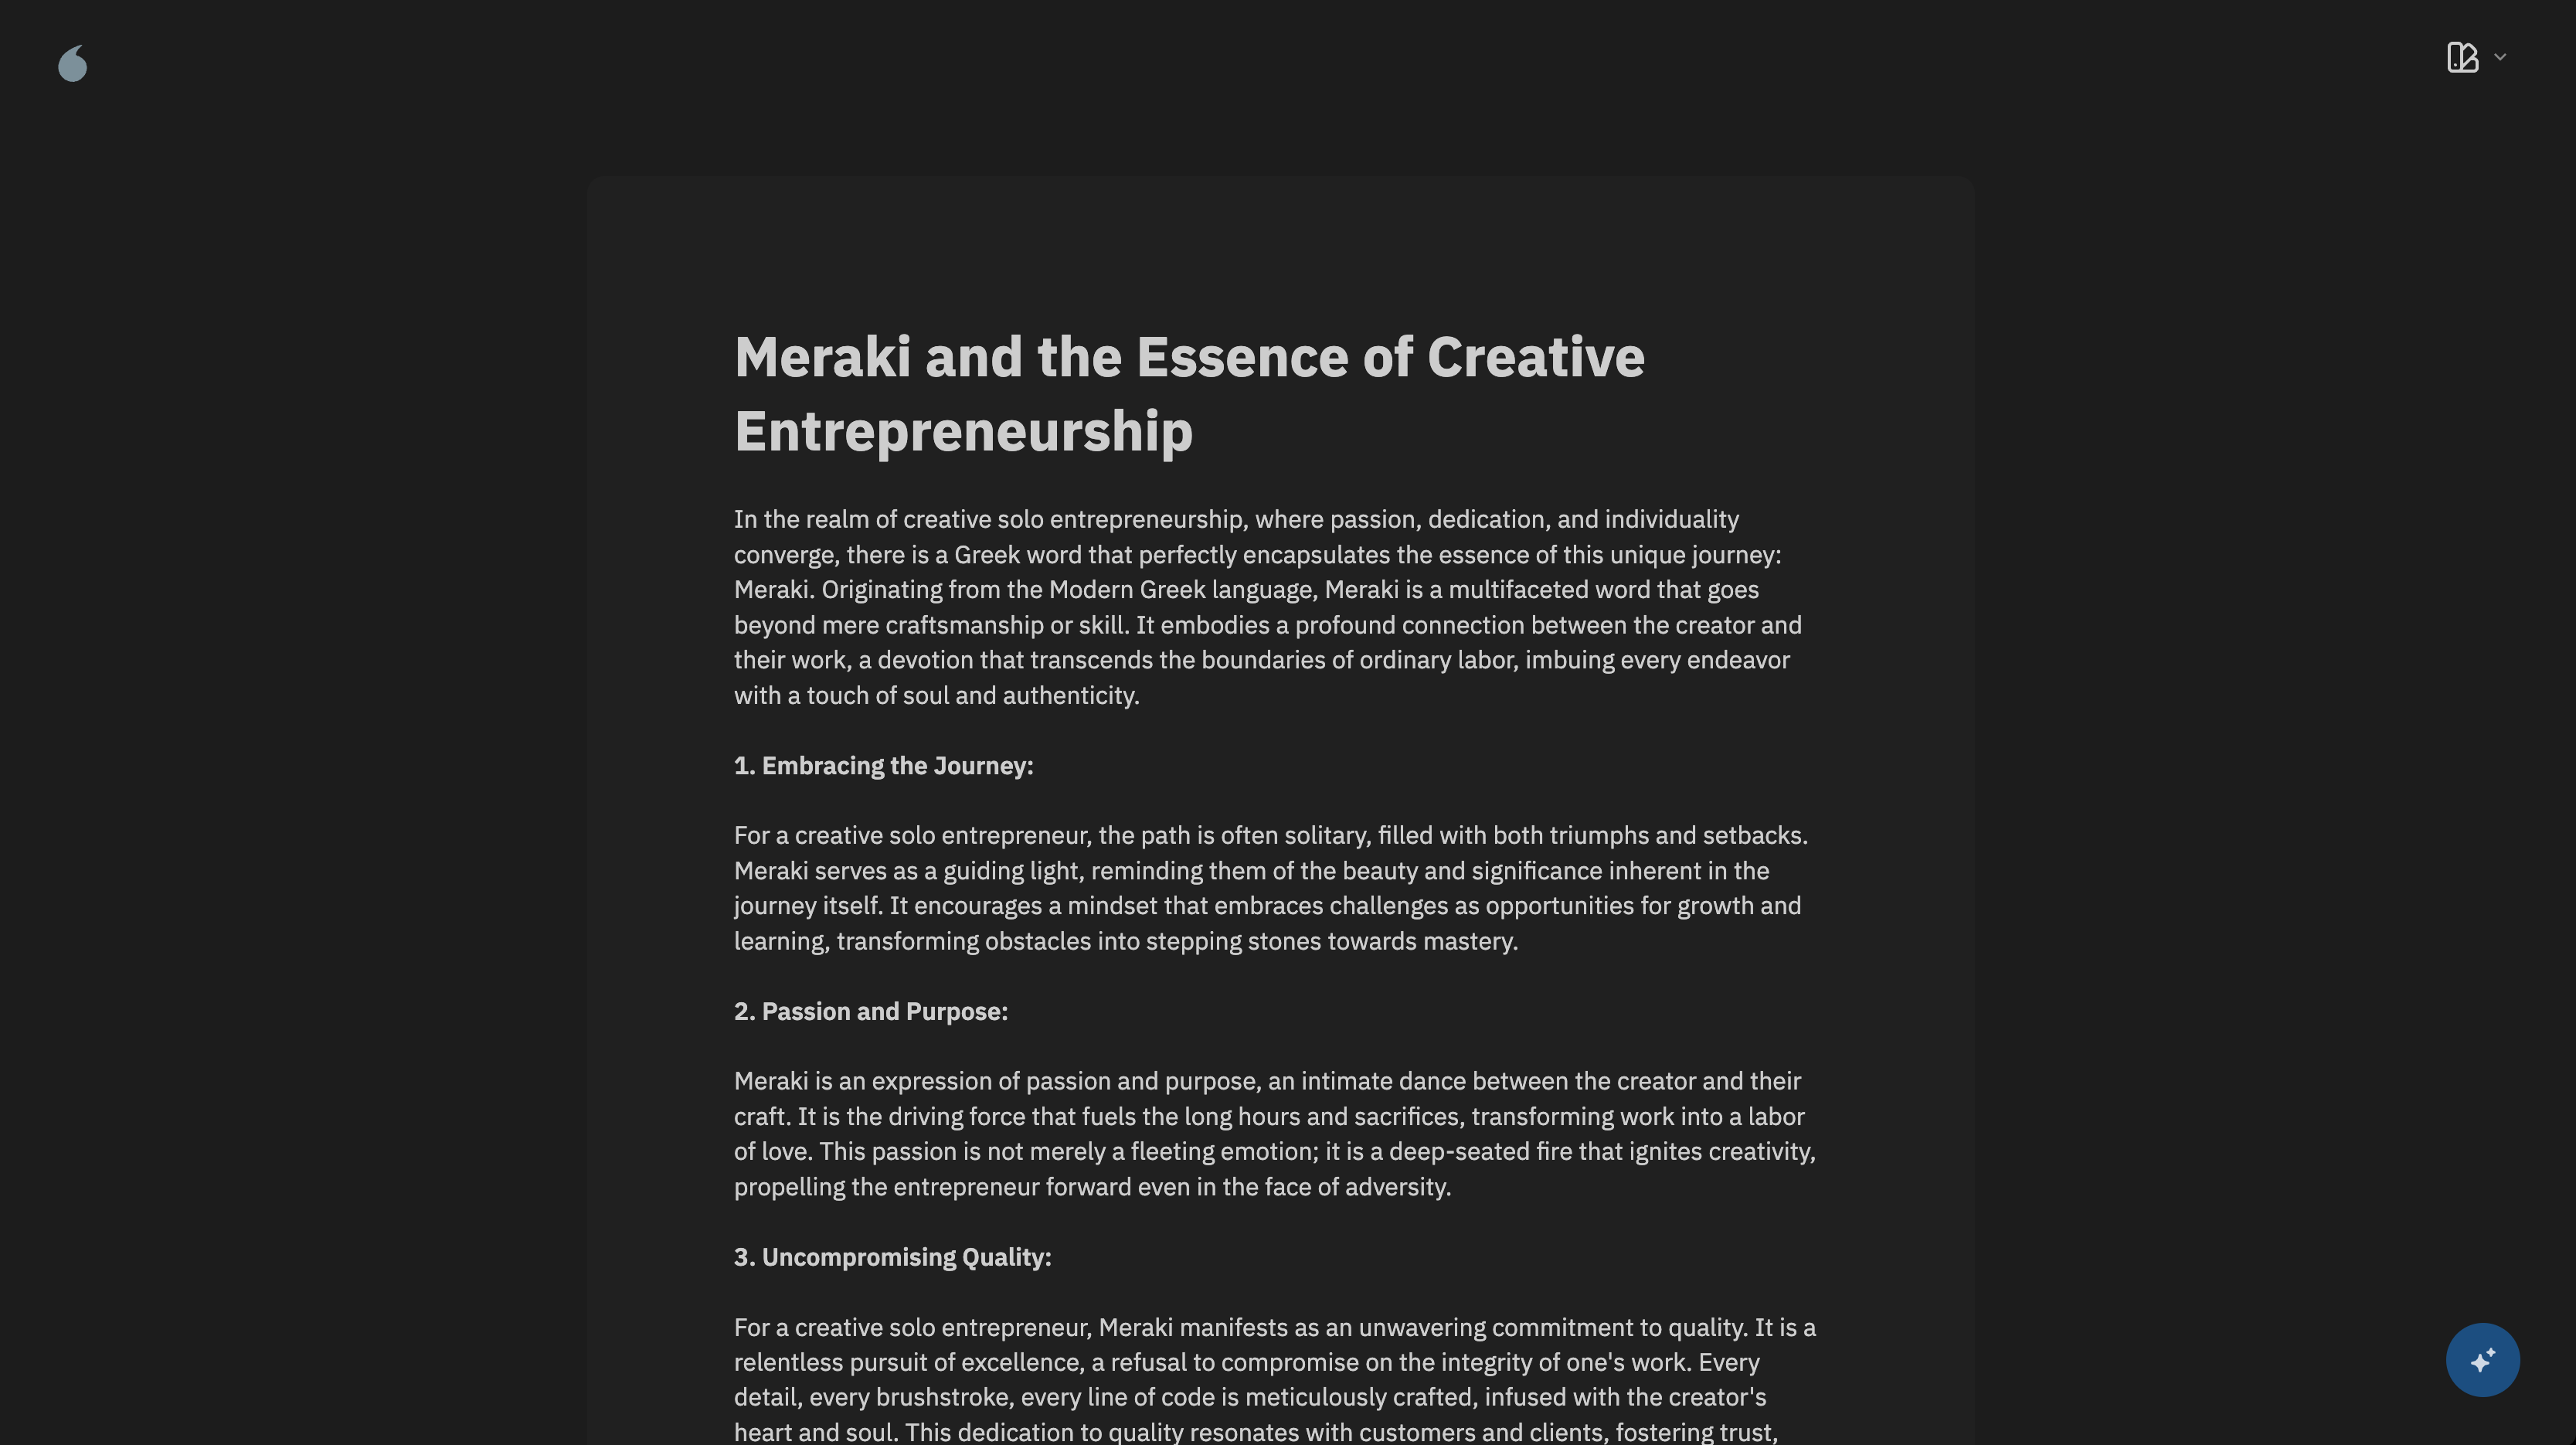 Meraki and the Essence of Creative
Entrepreneurship
In the realm of creative solo entrepreneurship, where passion, dedication, and individuality
converge, there is a Greek word that perfectly encapsulates the essence of this unique journey:
Meraki. Originating from the Modern Greek language, Meraki is a multifaceted word that goes
beyond mere craftsmanship or skill. It embodies a profound connection between the creator and
their work, a devotion that transcends the boundaries of ordinary labor, imbuing every endeavor
with a touch of soul and authenticity.
1. Embracing the Journey:
For a creative solo entrepreneur, the path is often solitary, filled with both triumphs and setbacks.
Meraki serves as a guiding light, reminding them of the beauty and significance inherent in the
journey itself. It encourages a mindset that embraces challenges as opportunities for growth and
learning, transforming obstacles into stepping stones towards mastery.
2. Passion and Purpose:
Meraki is an expression of passion and purpose, an intimate dance between the creator and their
craft. It is the driving force that fuels the long hours and sacrifices, transforming work into a labor
of love. This passion is not merely a fleeting emotion; it is a deep-seated fire that ignites creativity,
propelling the entrepreneur forward even in the face of adversity.
3. Uncompromising Quality:
For a creative solo entrepreneur, Meraki manifests as an unwavering commitment to quality. It is a
relentless pursuit of excellence, a refusal to compromise on the integrity of one's work. Every
detail, every brushstroke, every line of code is meticulously crafted, infused with the creator's
heart and soul. This dedication to quality resonates with customers and clients, fostering trust,